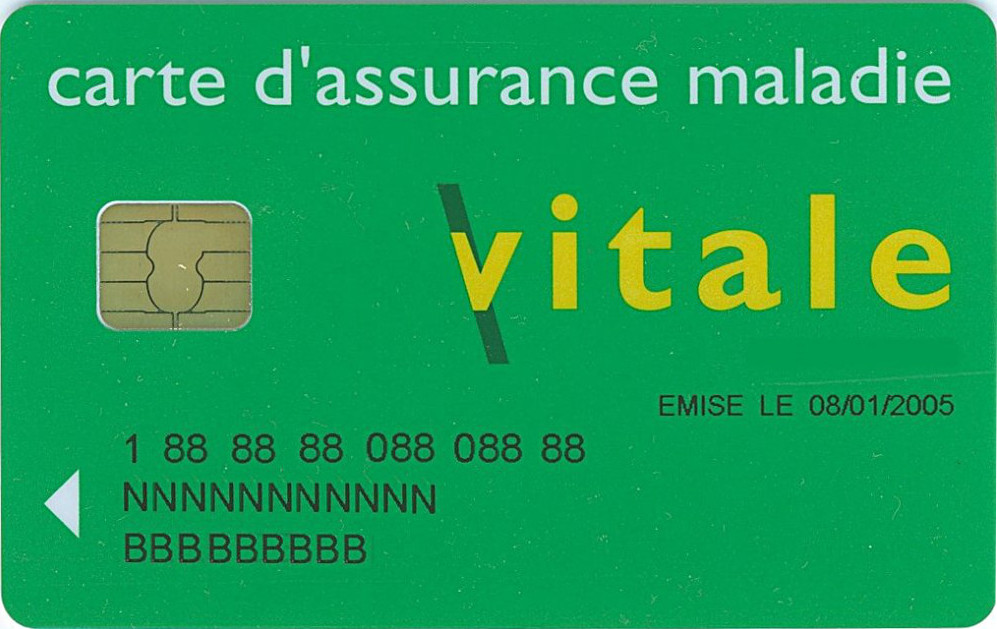 carte d'assurance maladie
vitale
EMISE LE 08/01/2005
1 88 88 88 088 088 88
NNNNNNNNNNNN
BBBBBBBBB